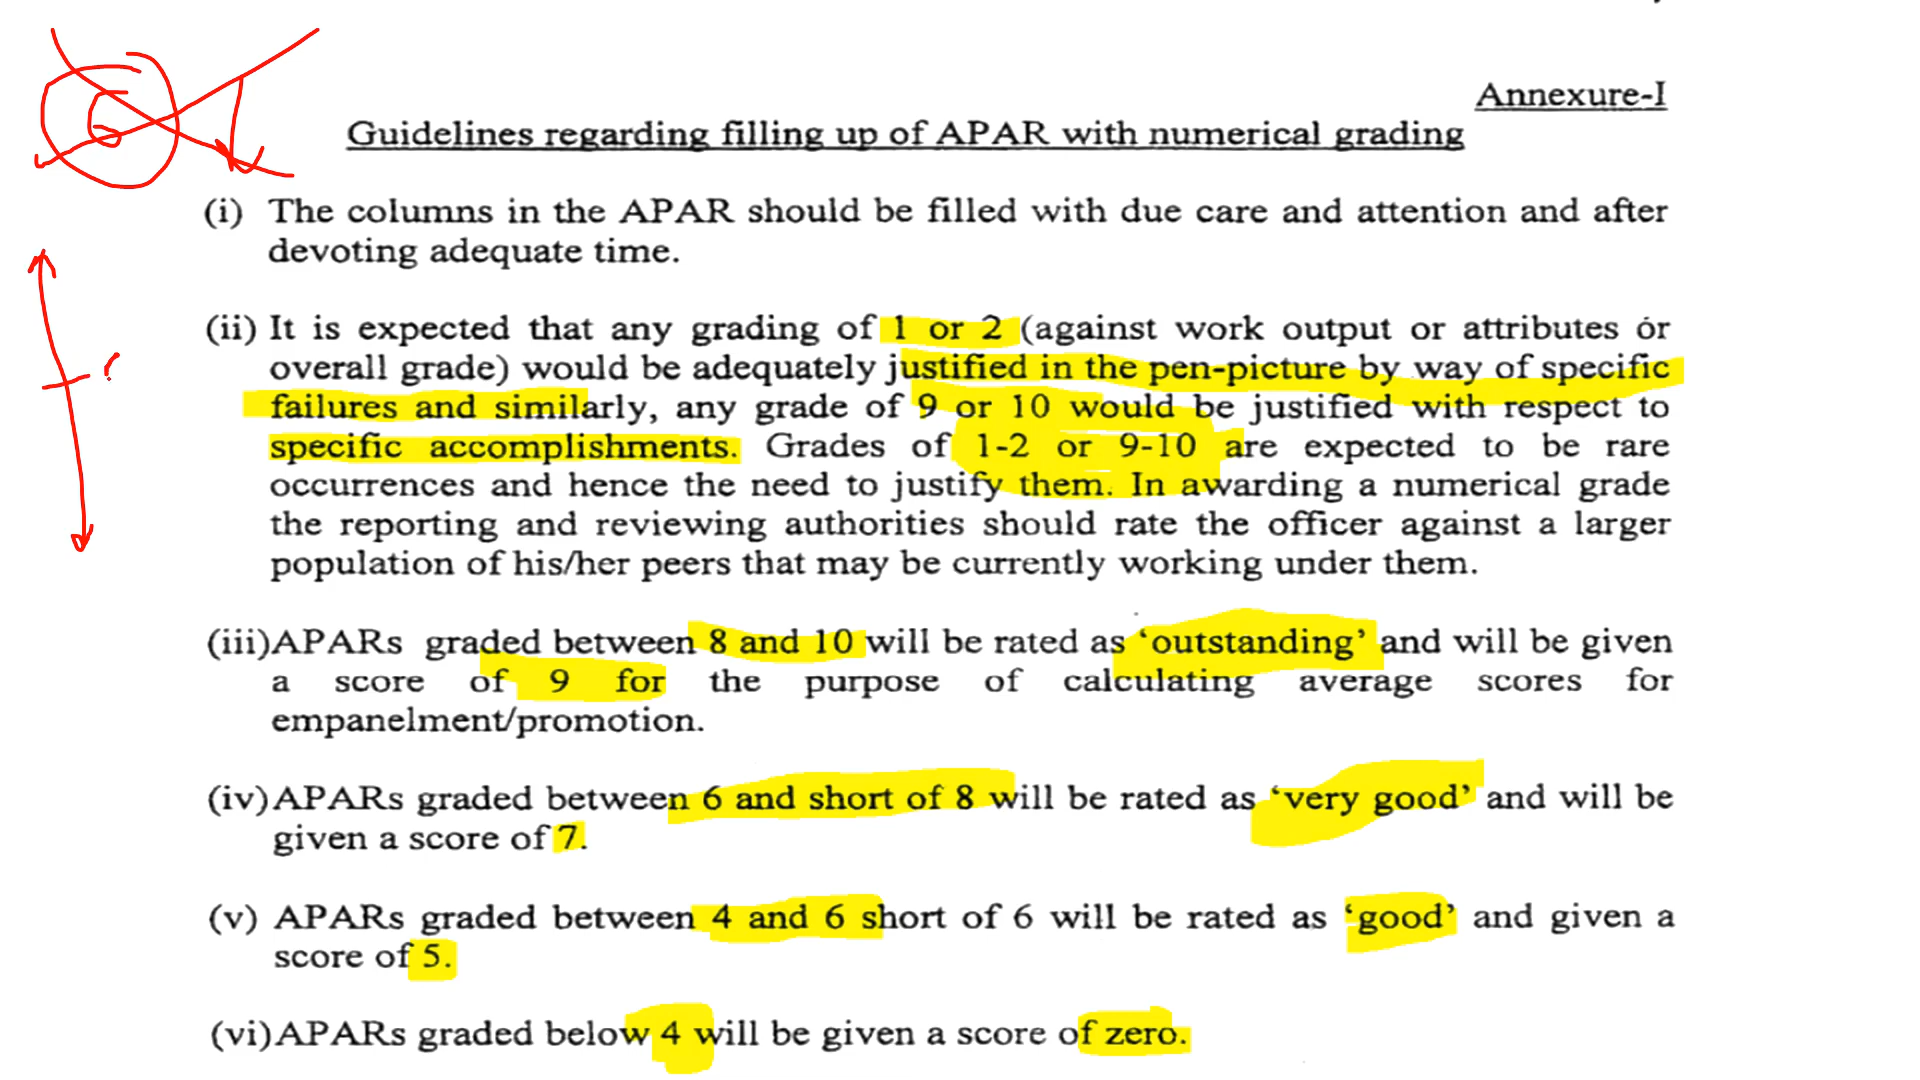 Annexure-I
Guidelines regarding filling up of APAR with numerical grading
(i) The columns in the APAR should be filled with due care and attention and after
devoting adequate time.
(ii) It is expected that any grading of 1 or 2 (against work output or attributes or
overall grade) would be adequately justified in the pen-picture by way of specific
failures and similarly, any grade of 9 or 10 would be justified with respect to
specific accomplishments. Grades of 1-2 or 9-10 are expected to be rare
occurrences and hence the need to justify them. In awarding a numerical grade
the reporting and reviewing authorities should rate the officer against a larger
population of his/her peers that may be currently working under them.
(iii) APARs graded between 8 and 10 will be rated as ‘outstanding’ and will be given
a score of 9 for the purpose of calculating average scores for
empanelment/promotion.
(iv) APARs graded between 6 and short of 8 will be rated as ‘very good’ and will be
given a score of 7.
(v) APARs graded between 4 and 6 short of 6 will be rated as ‘good’ and given a
score of 5.
(vi) APARs graded below 4 will be given a score of zero.